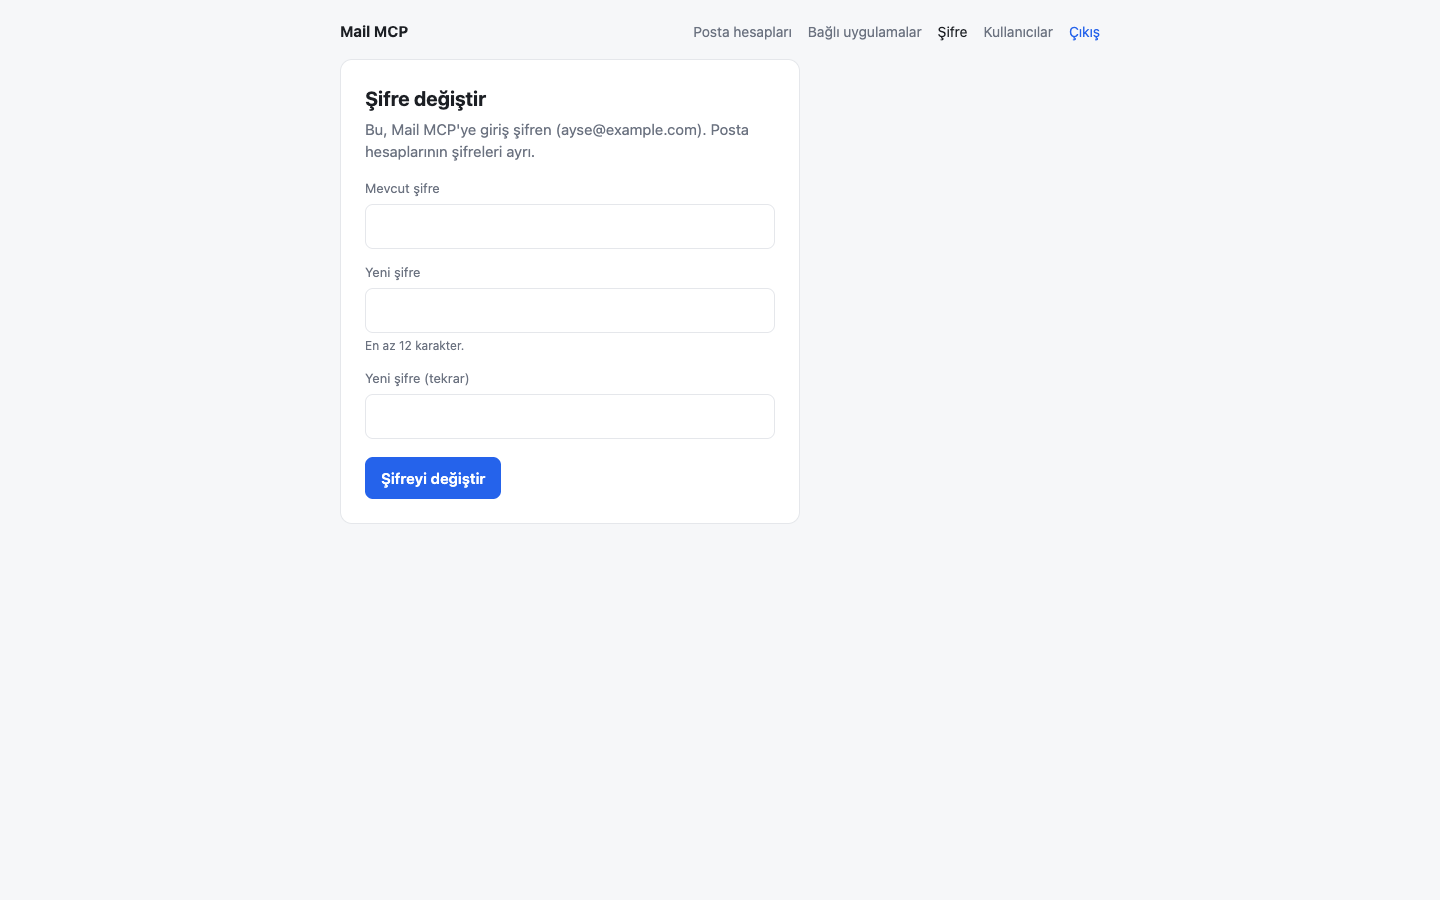 Mail MCP
Posta hesapları
Bağlı uygulamalar
Şifre
Kullanıcılar
Çıkış
Şifre değiştir
Bu, Mail MCP'ye giriş şifren (ayse@example.com). Posta
hesaplarının şifreleri ayrı.
Mevcut şifre
Yeni şifre
En az 12 karakter.
Yeni şifre (tekrar)
Şifreyi değiştir